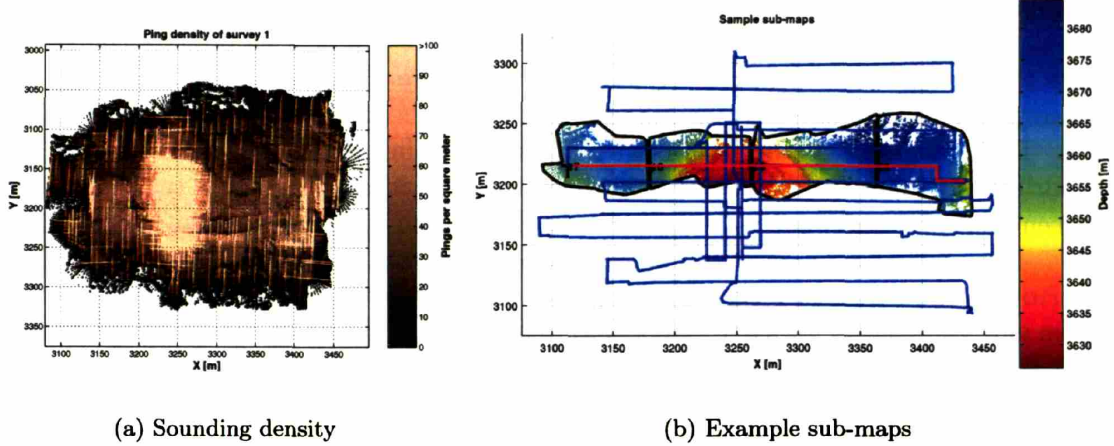 Ping density of survey 1
3000
3050
3100
3150
3200
3250
3300
3350
Y [m]
3100 3150 3200 3250 3300 3350 3400 3450
X [m]
>100
90
80
70
60
50
40
30
20
10
0
Pings per square meter
Sample sub-maps
3300
3250
3200
3150
3100
Y [m]
3100 3150 3200 3250 3300 3350 3400 3450
X [m]
3680
3675
3670
3665
3660
3655
3650
3645
3640
3635
3630
Depth [m]
(a) Sounding density
(b) Example sub-maps